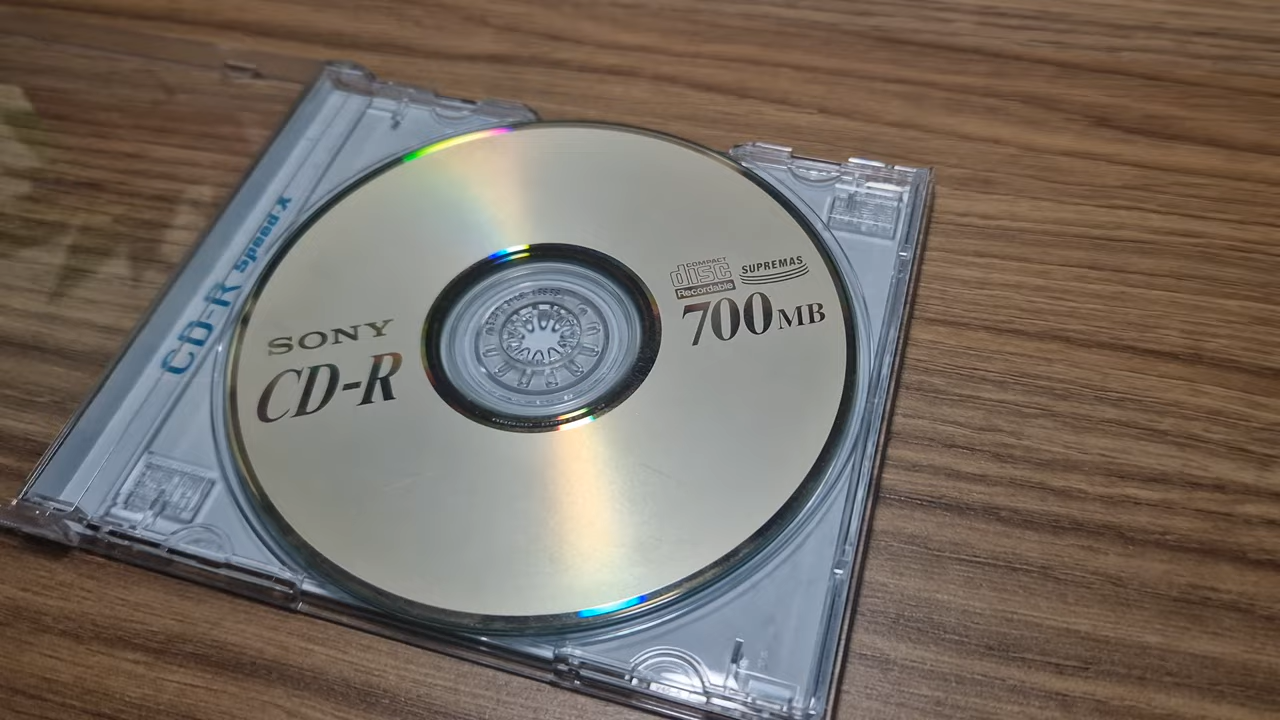 CD-R Speed X
SONY
CD-R
COMPACT
disc
Recordable
SUPREMAS
700MB